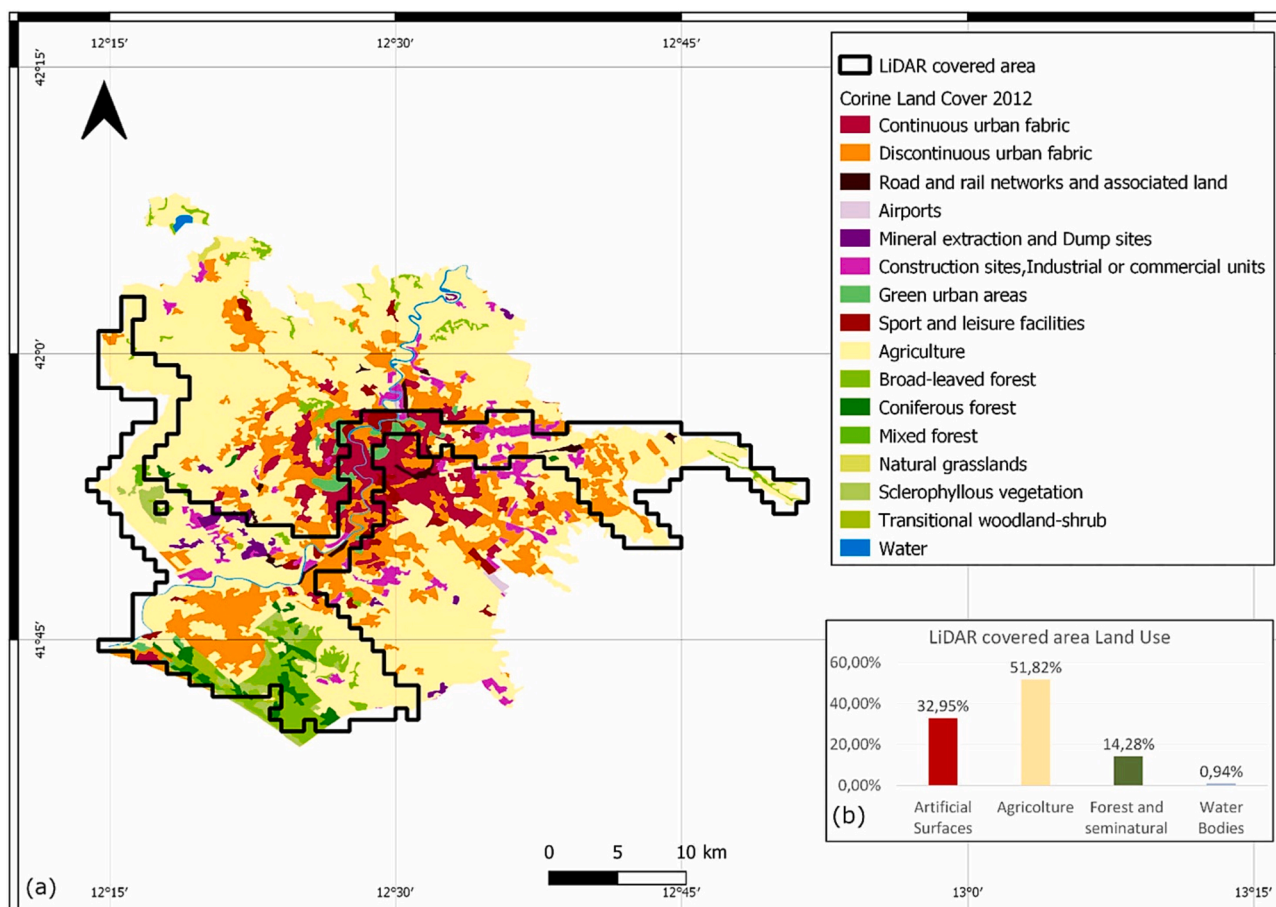 12°15′ 12°30′ 12°45′
42°15′
42°0′
41°45′
LiDAR covered area
Corine Land Cover 2012
Continuous urban fabric
Discontinuous urban fabric
Road and rail networks and associated land
Airports
Mineral extraction and Dump sites
Construction sites,Industrial or commercial units
Green urban areas
Sport and leisure facilities
Agriculture
Broad-leaved forest
Coniferous forest
Mixed forest
Natural grasslands
Sclerophyllous vegetation
Transitional woodland-shrub
Water
LiDAR covered area Land Use
60,00%
40,00%
20,00%
0,00%
32,95%
51,82%
14,28%
0,94%
Artificial
Surfaces
Agricolture
Forest and
seminatural
Water
Bodies
(b)
0 5 10 km
(a)
12°15′ 12°30′ 12°45′ 13°0′ 13°15′